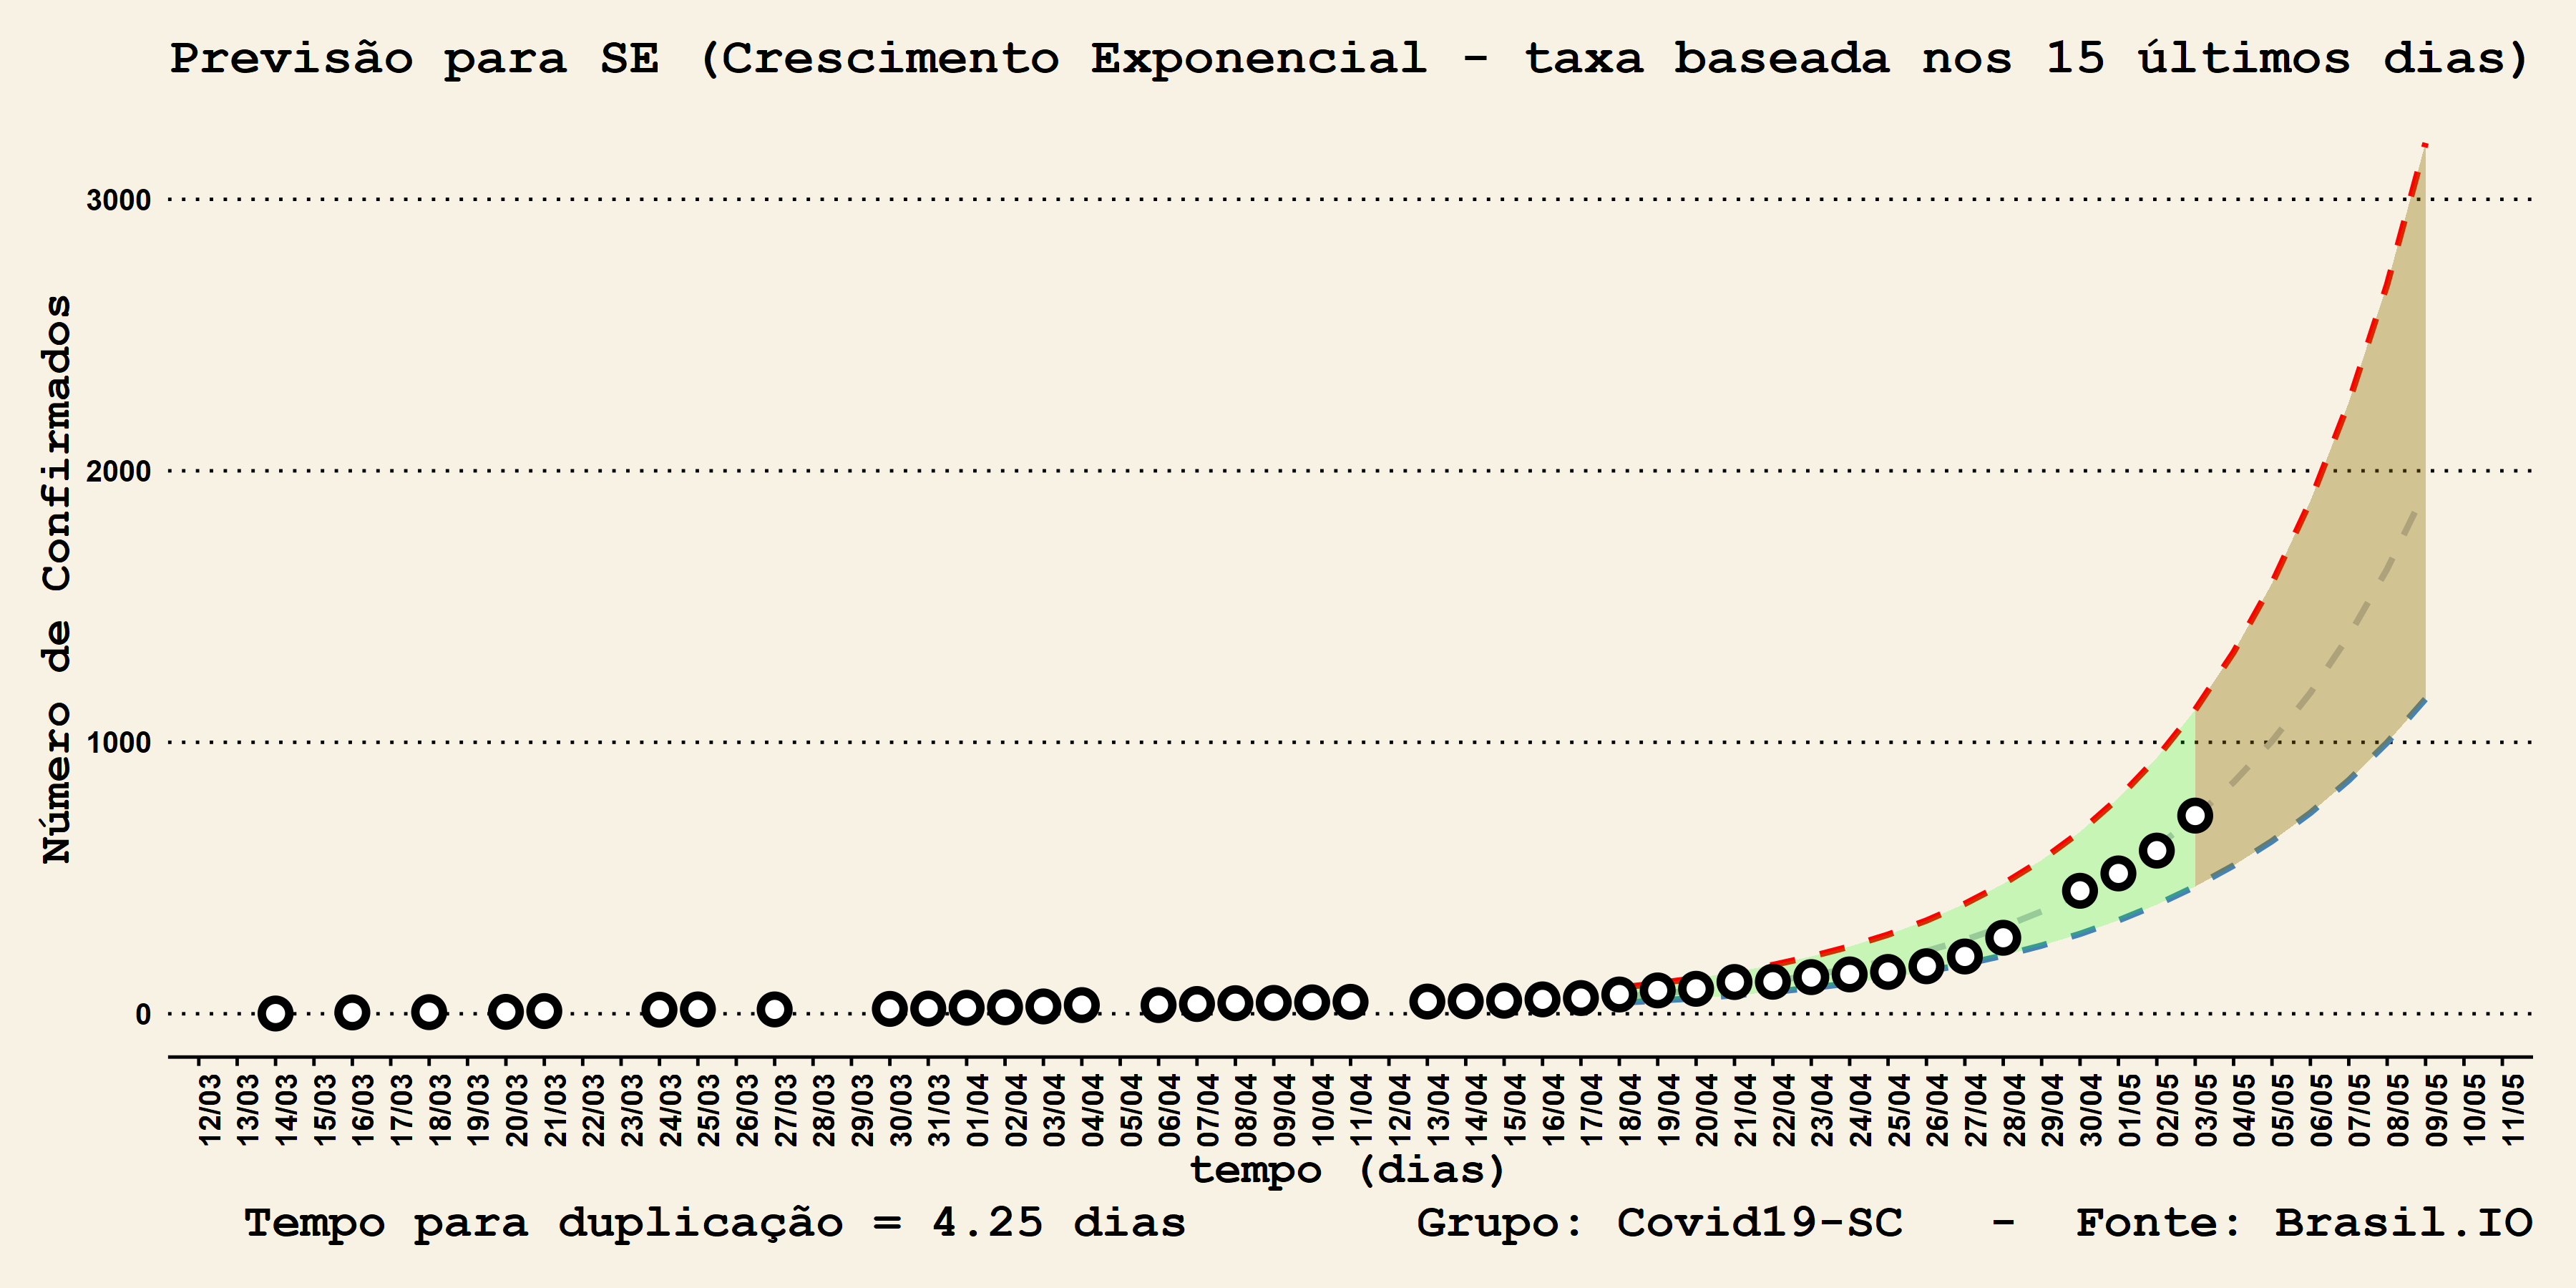 Previsão para SE (Crescimento Exponencial - taxa baseada nos 15 últimos dias)
Número de Confirmados
3000
2000
1000
0
12/03 13/03 14/03 15/03 16/03 17/03 18/03 19/03 20/03 21/03 22/03 23/03 24/03 25/03 26/03 27/03 28/03 29/03 30/03 31/03 01/04 02/04 03/04 04/04 05/04 06/04 07/04 08/04 09/04 10/04 11/04 12/04 13/04 14/04 15/04 16/04 17/04 18/04 19/04 20/04 21/04 22/04 23/04 24/04 25/04 26/04 27/04 28/04 29/04 30/04 01/05 02/05 03/05 04/05 05/05 06/05 07/05 08/05 09/05 10/05 11/05
tempo (dias)
Tempo para duplicação = 4.25 dias Grupo: Covid19-SC - Fonte: Brasil.IO